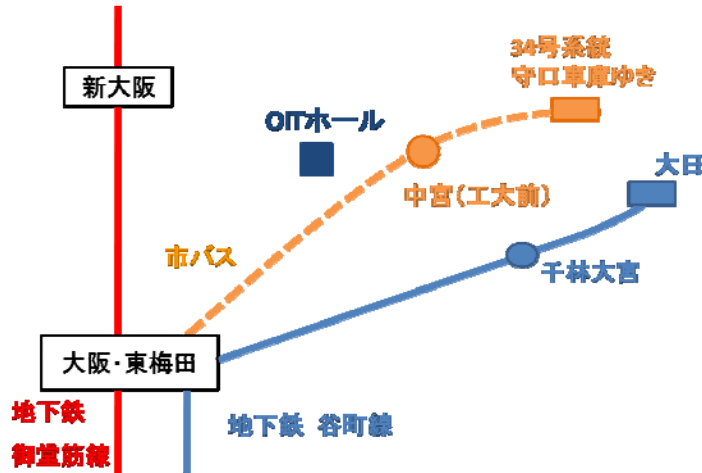 34号系統
守口車庫ゆき
新大阪
OITホール
大日
中宮(工大前)
市バス
千林大宮
大阪・東梅田
地下鉄
御堂筋線
地下鉄 谷町線